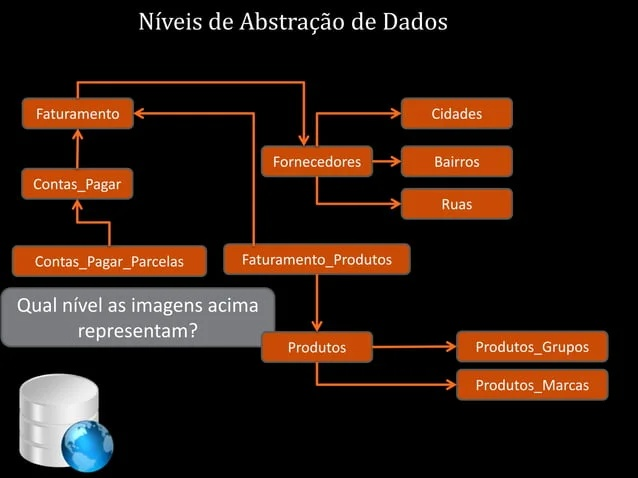 Níveis de Abstração de Dados
Faturamento
Cidades
Fornecedores
Bairros
Contas_Pagar
Ruas
Contas_Pagar_Parcelas
Faturamento_Produtos
Qual nível as imagens acima
representam?
Produtos
Produtos_Grupos
Produtos_Marcas